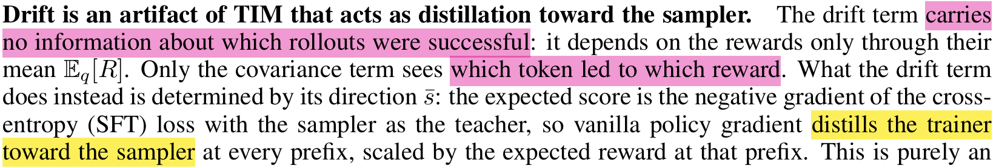 Drift is an artifact of TIM that acts as distillation toward the sampler. The drift term carries
no information about which rollouts were successful: it depends on the rewards only through their
mean 𝔼_q[R]. Only the covariance term sees which token led to which reward. What the drift term
does instead is determined by its direction s̄: the expected score is the negative gradient of the cross-
entropy (SFT) loss with the sampler as the teacher, so vanilla policy gradient distills the trainer
toward the sampler at every prefix, scaled by the expected reward at that prefix. This is purely an